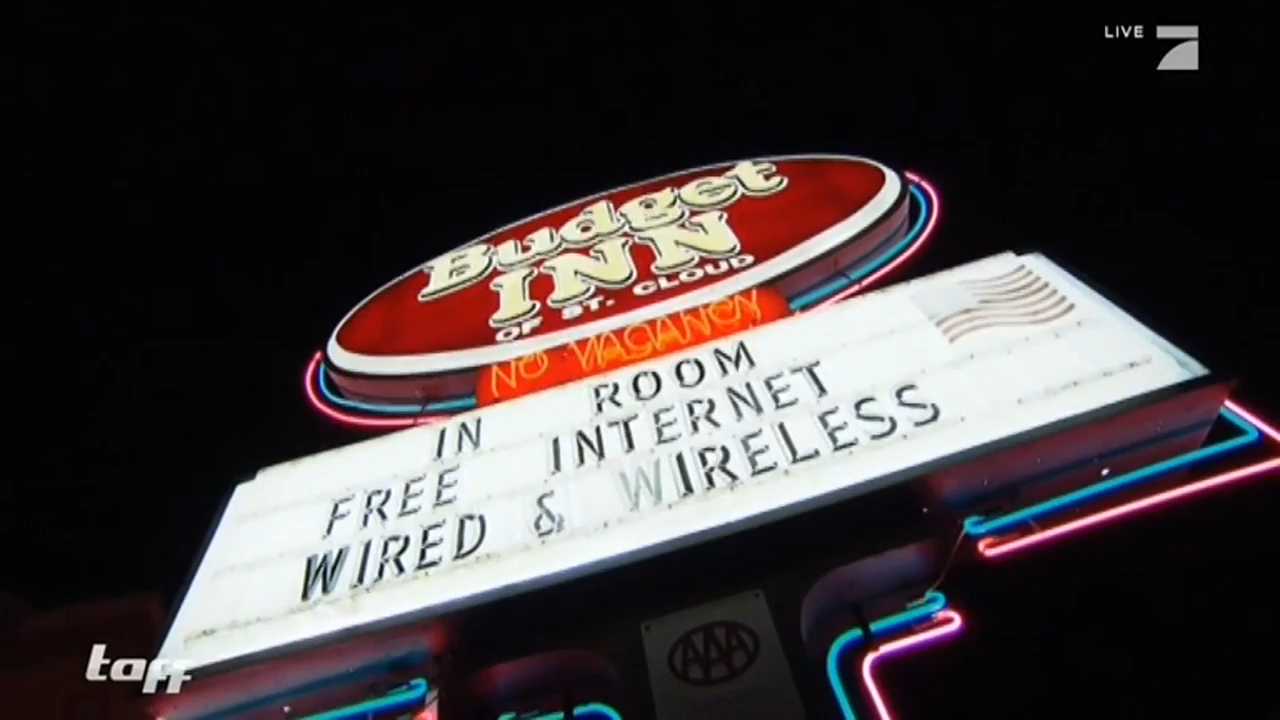 LIVE
Budget
INN
OF ST. CLOUD
NO VACANCY
IN ROOM
FREE INTERNET
WIRED & WIRELESS
AAA
taff